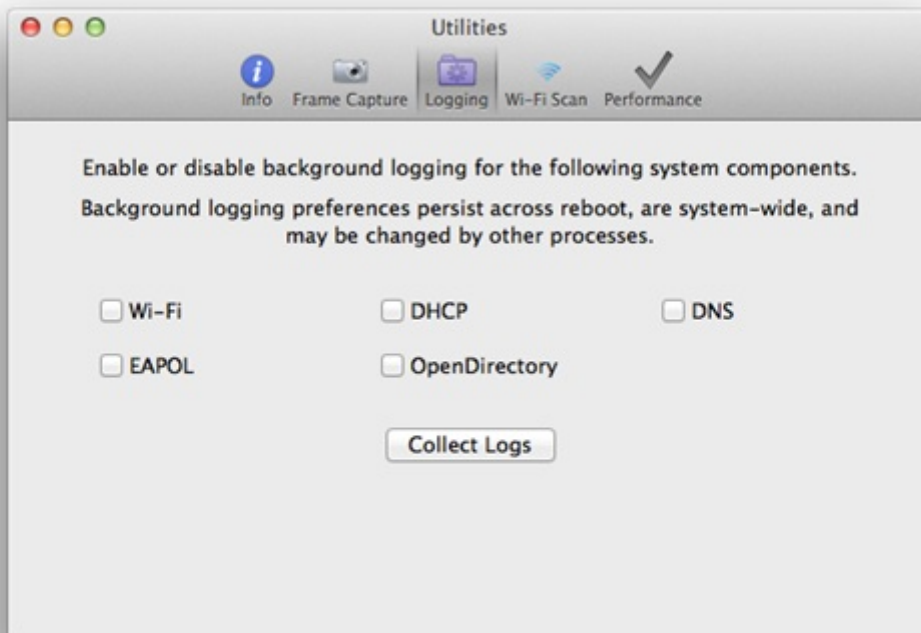 Utilities
Info Frame Capture Logging Wi-Fi Scan Performance
Enable or disable background logging for the following system components.
Background logging preferences persist across reboot, are system-wide, and
may be changed by other processes.
Wi-Fi DHCP DNS
EAPOL OpenDirectory
Collect Logs